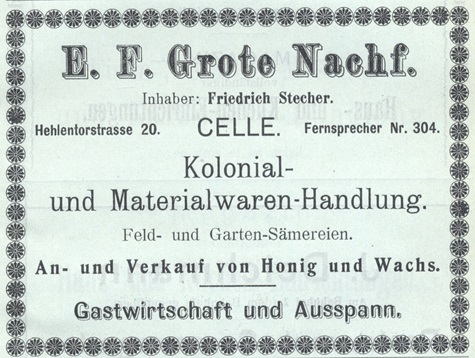 E. F. Grote Nachf.
Inhaber: Friedrich Stecher.
Hehlentorstrasse 20. CELLE. Fernsprecher Nr. 304.
Kolonial-
und Materialwaren-Handlung.
Feld- und Garten-Sämereien.
An- und Verkauf von Honig und Wachs.
Gastwirtschaft und Ausspann.